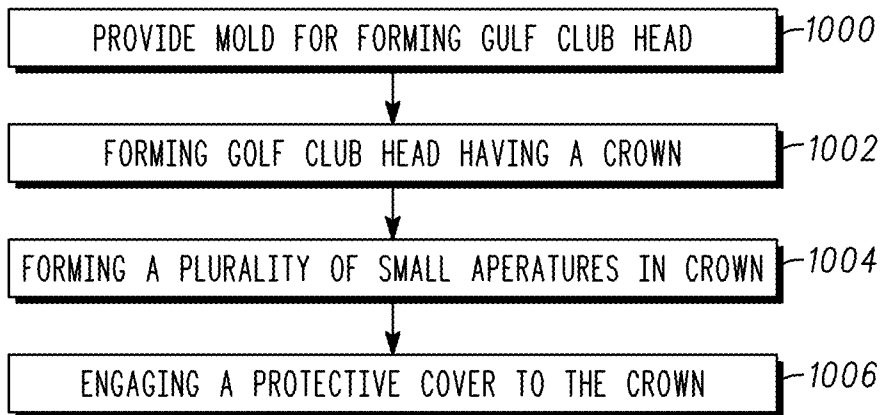 PROVIDE MOLD FOR FORMING GULF CLUB HEAD 1000
FORMING GOLF CLUB HEAD HAVING A CROWN 1002
FORMING A PLURALITY OF SMALL APERATURES IN CROWN 1004
ENGAGING A PROTECTIVE COVER TO THE CROWN 1006